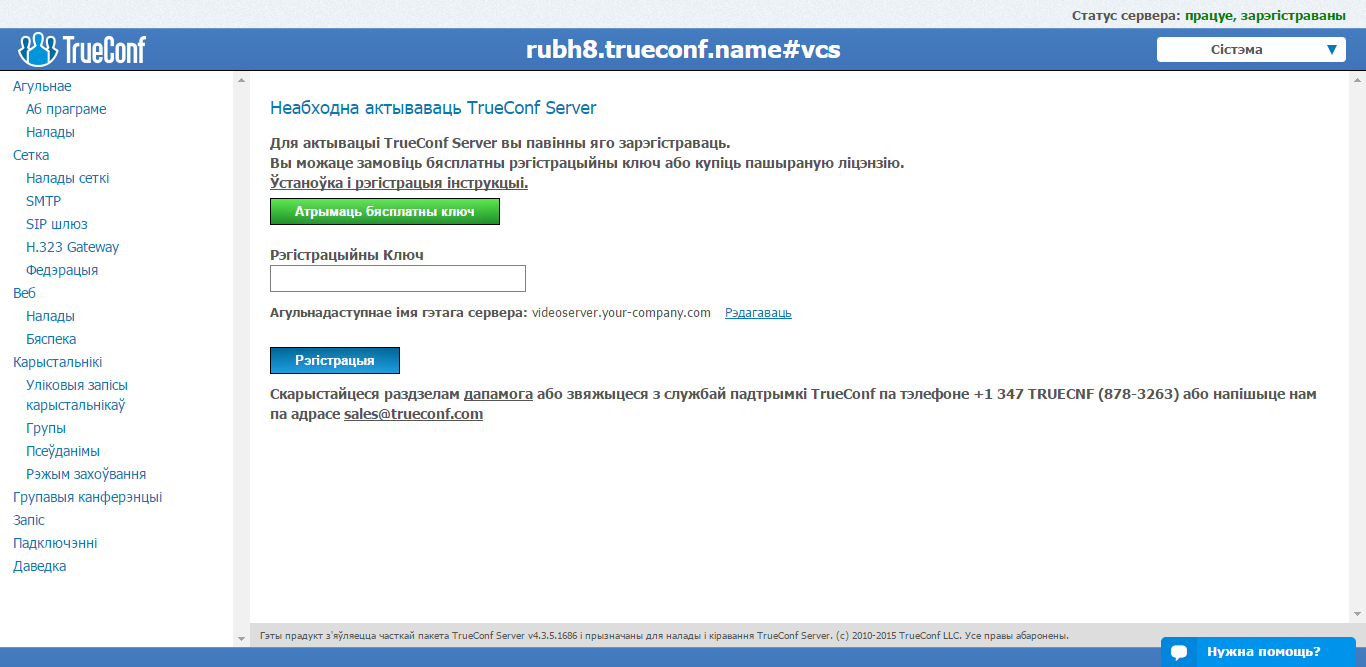 Статус сервера: працуе, зарэгістраваны
TrueConf
rubh8.trueconf.name#vcs
Сістэма
Агульнае
Аб праграме
Налады
Сетка
Налады сеткі
SMTP
SIP шлюз
H.323 Gateway
Федэрацыя
Веб
Налады
Бяспека
Карыстальнікі
Уліковыя запісы
карыстальнікаў
Групы
Псеўданімы
Рэжым захоўвання
Групавыя канферэнцыі
Запіс
Падключэнні
Даведка
Неабходна актываваць TrueConf Server
Для актывацыі TrueConf Server вы павінны яго зарэгістраваць.
Вы можаце замовіць бясплатны рэгістрацыйны ключ або купіць пашыраную ліцэнзію.
Ўстаноўка і рэгістрацыя інструкцыі.
Атрымаць бясплатны ключ
Рэгістрацыйны Ключ
Агульнадаступнае імя гэтага сервера: videoserver.your-company.com Рэдагаваць
Рэгістрацыя
Скарыстайцеся раздзелам дапамога або звяжыцеся з службай падтрымкі TrueConf па тэлефоне +1 347 TRUECNF (878-3263) або напішыце нам
па адрасе sales@trueconf.com
Гэты прадукт з'яўляецца часткай пакета TrueConf Server v4.3.5.1686 і прызначаны для налады і кіравання TrueConf Server. (c) 2010-2015 TrueConf LLC. Усе правы абаронены.
Нужна помощь?